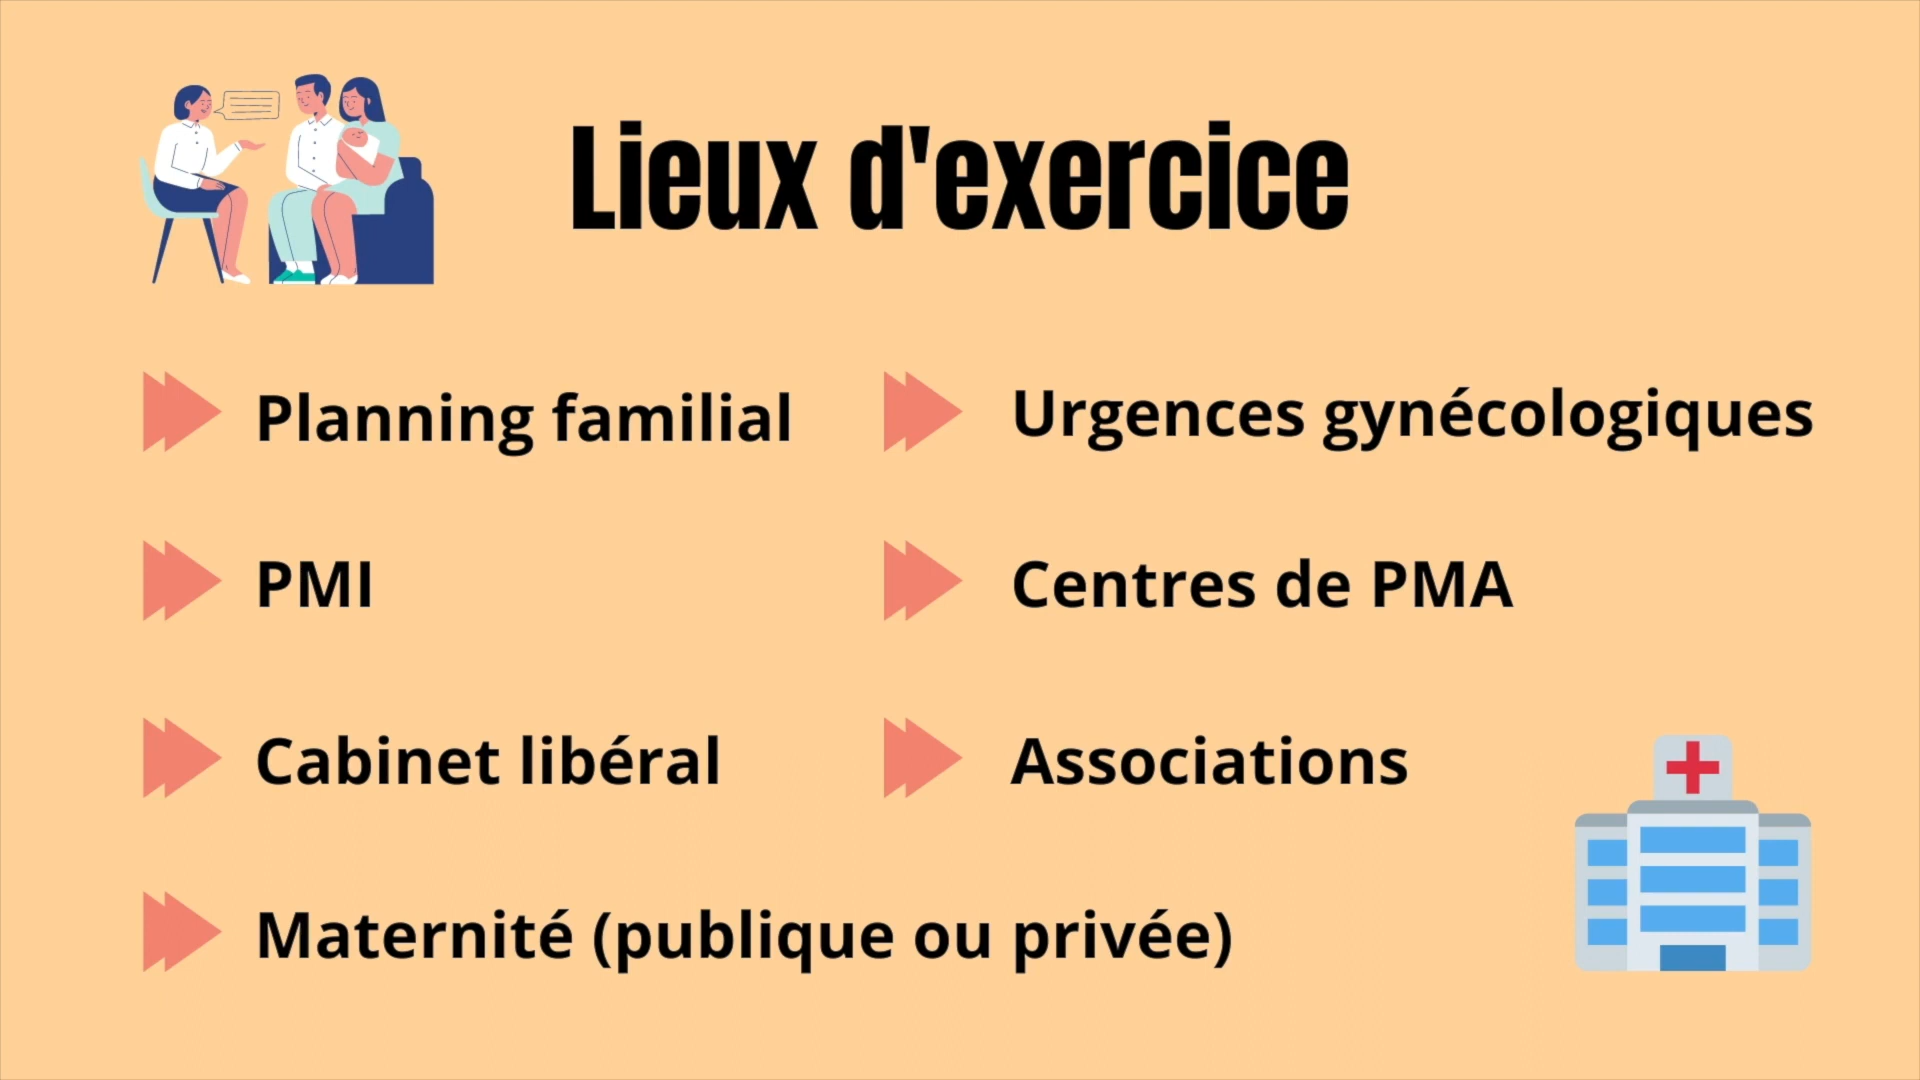 Lieux d'exercice
Planning familial
Urgences gynécologiques
PMI
Centres de PMA
Cabinet libéral
Associations
Maternité (publique ou privée)